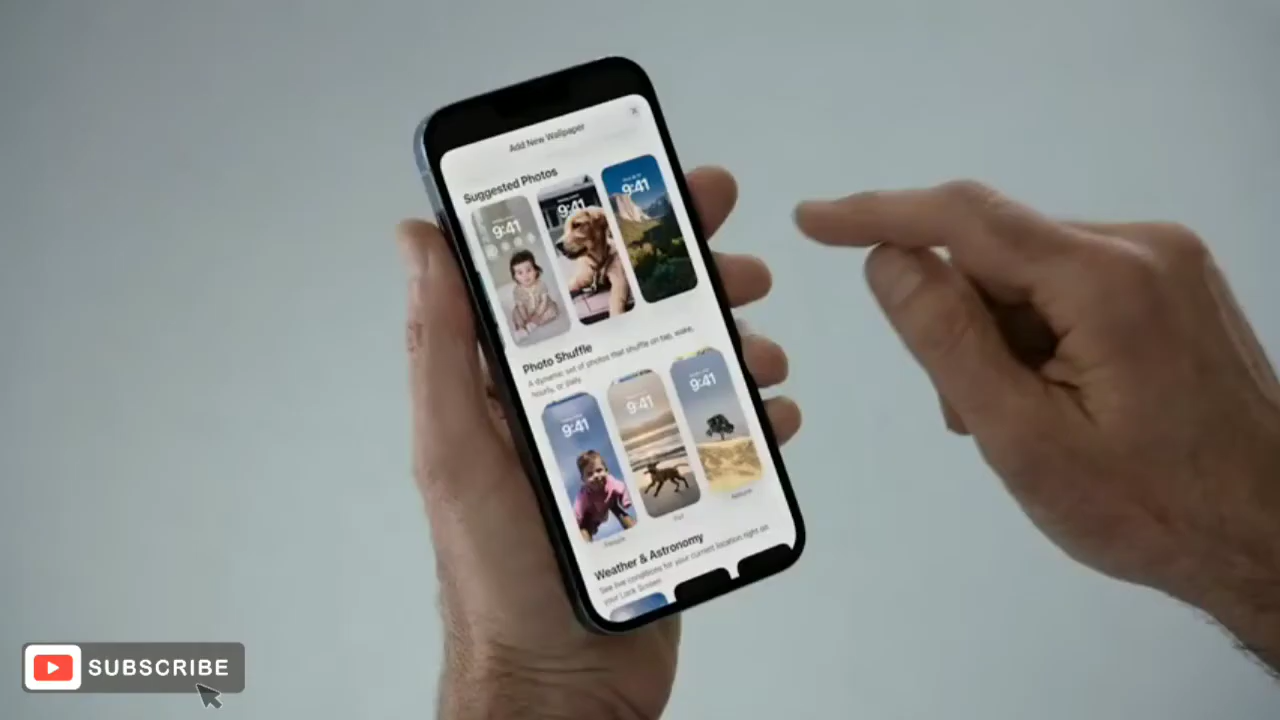 Add New Wallpaper
Suggested Photos
9:41
9:41
9:41
Photo Shuffle
A dynamic set of photos that shuffle on tap, wake,
hourly, or daily.
9:41
9:41
9:41
People
Nature
Weather & Astronomy
See live conditions for your current location right on
your Lock Screen.
SUBSCRIBE